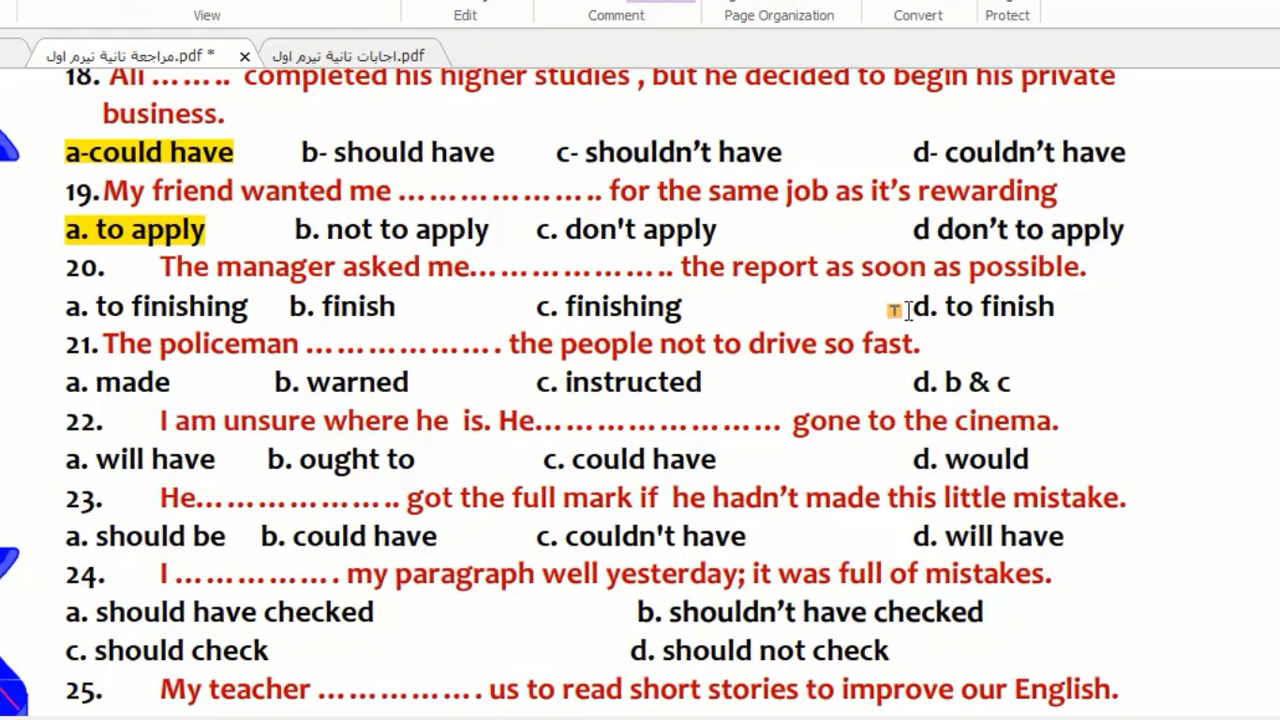 View Edit Comment Page Organization Convert Protect
مراجعة تانية تيرم اول.pdf * × اجابات تانية تيرم اول.pdf
18. Ali …….. completed his higher studies , but he decided to begin his private
business.
a-could have b- should have c- shouldn’t have d- couldn’t have
19. My friend wanted me ……………….. for the same job as it’s rewarding
a. to apply b. not to apply c. don't apply d don’t to apply
20. The manager asked me……………….. the report as soon as possible.
a. to finishing b. finish c. finishing T d. to finish
21. The policeman ………………. the people not to drive so fast.
a. made b. warned c. instructed d. b & c
22. I am unsure where he is. He…………………… gone to the cinema.
a. will have b. ought to c. could have d. would
23. He……………….. got the full mark if he hadn’t made this little mistake.
a. should be b. could have c. couldn't have d. will have
24. I ……………. my paragraph well yesterday; it was full of mistakes.
a. should have checked b. shouldn’t have checked
c. should check d. should not check
25. My teacher ……………. us to read short stories to improve our English.